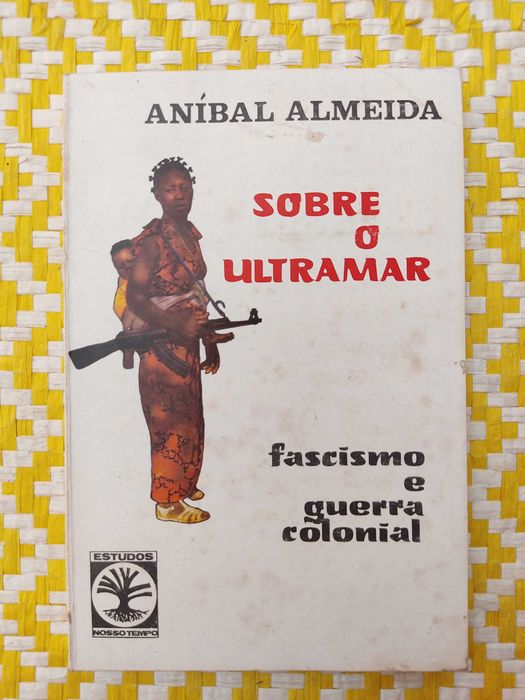 ANÍBAL ALMEIDA
SOBRE
O
ULTRAMAR
fascismo
e
guerra
colonial
ESTUDOS
NOSSO TEMPO